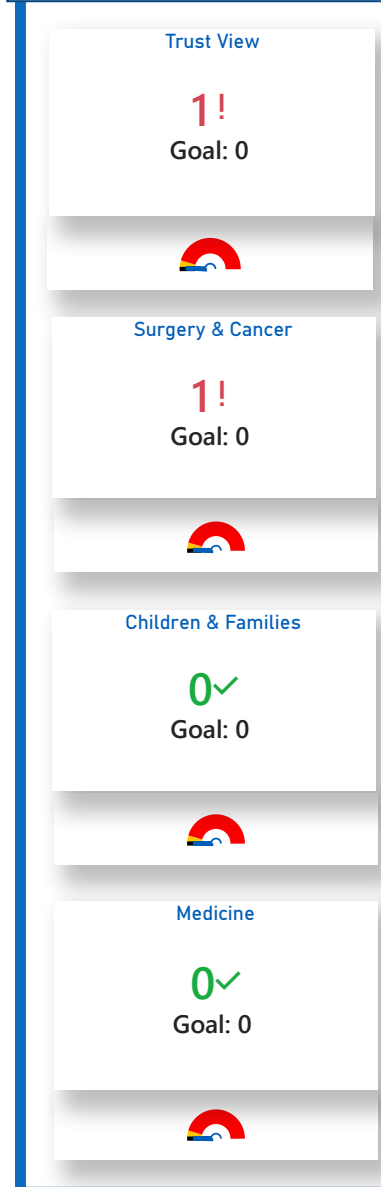 Trust View
1!
Goal: 0
Surgery & Cancer
1!
Goal: 0
Children & Families
0✓
Goal: 0
Medicine
0✓
Goal: 0